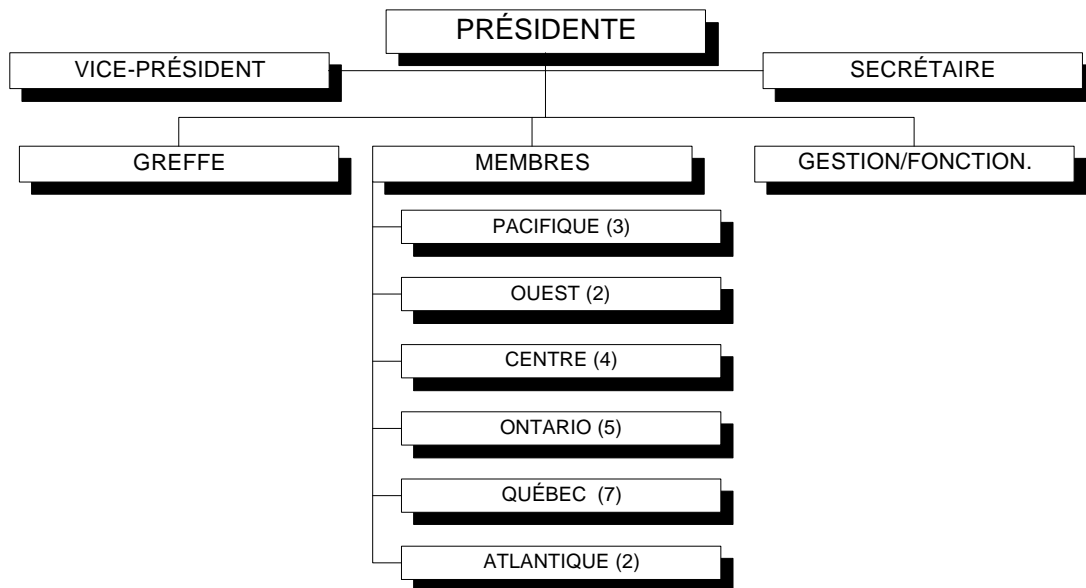 PRÉSIDENTE
VICE-PRÉSIDENT
SECRÉTAIRE
GREFFE
MEMBRES
GESTION/FONCTION.
PACIFIQUE (3)
OUEST (2)
CENTRE (4)
ONTARIO (5)
QUÉBEC (7)
ATLANTIQUE (2)